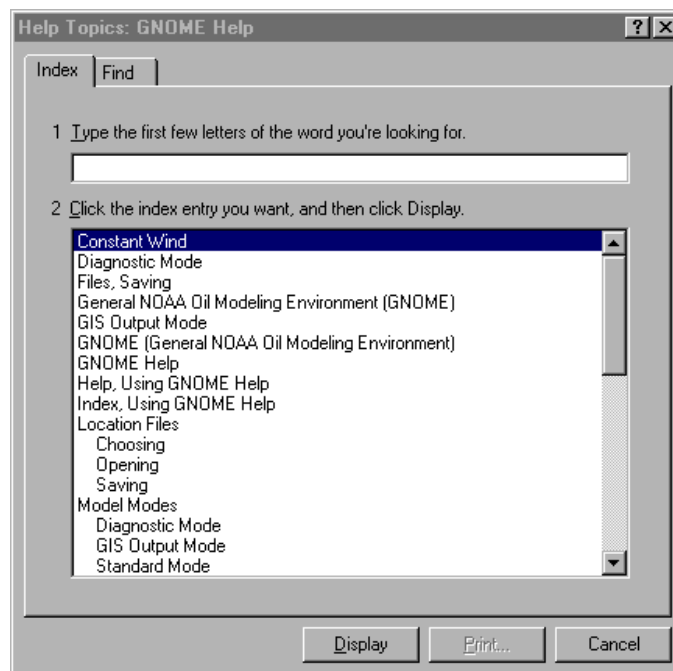 Help Topics: GNOME Help
Index
Find
1 Type the first few letters of the word you're looking for.
2 Click the index entry you want, and then click Display.
Constant Wind
Diagnostic Mode
Files, Saving
General NOAA Oil Modeling Environment (GNOME)
GIS Output Mode
GNOME (General NOAA Oil Modeling Environment)
GNOME Help
Help, Using GNOME Help
Index, Using GNOME Help
Location Files
Choosing
Opening
Saving
Model Modes
Diagnostic Mode
GIS Output Mode
Standard Mode
Display
Print...
Cancel